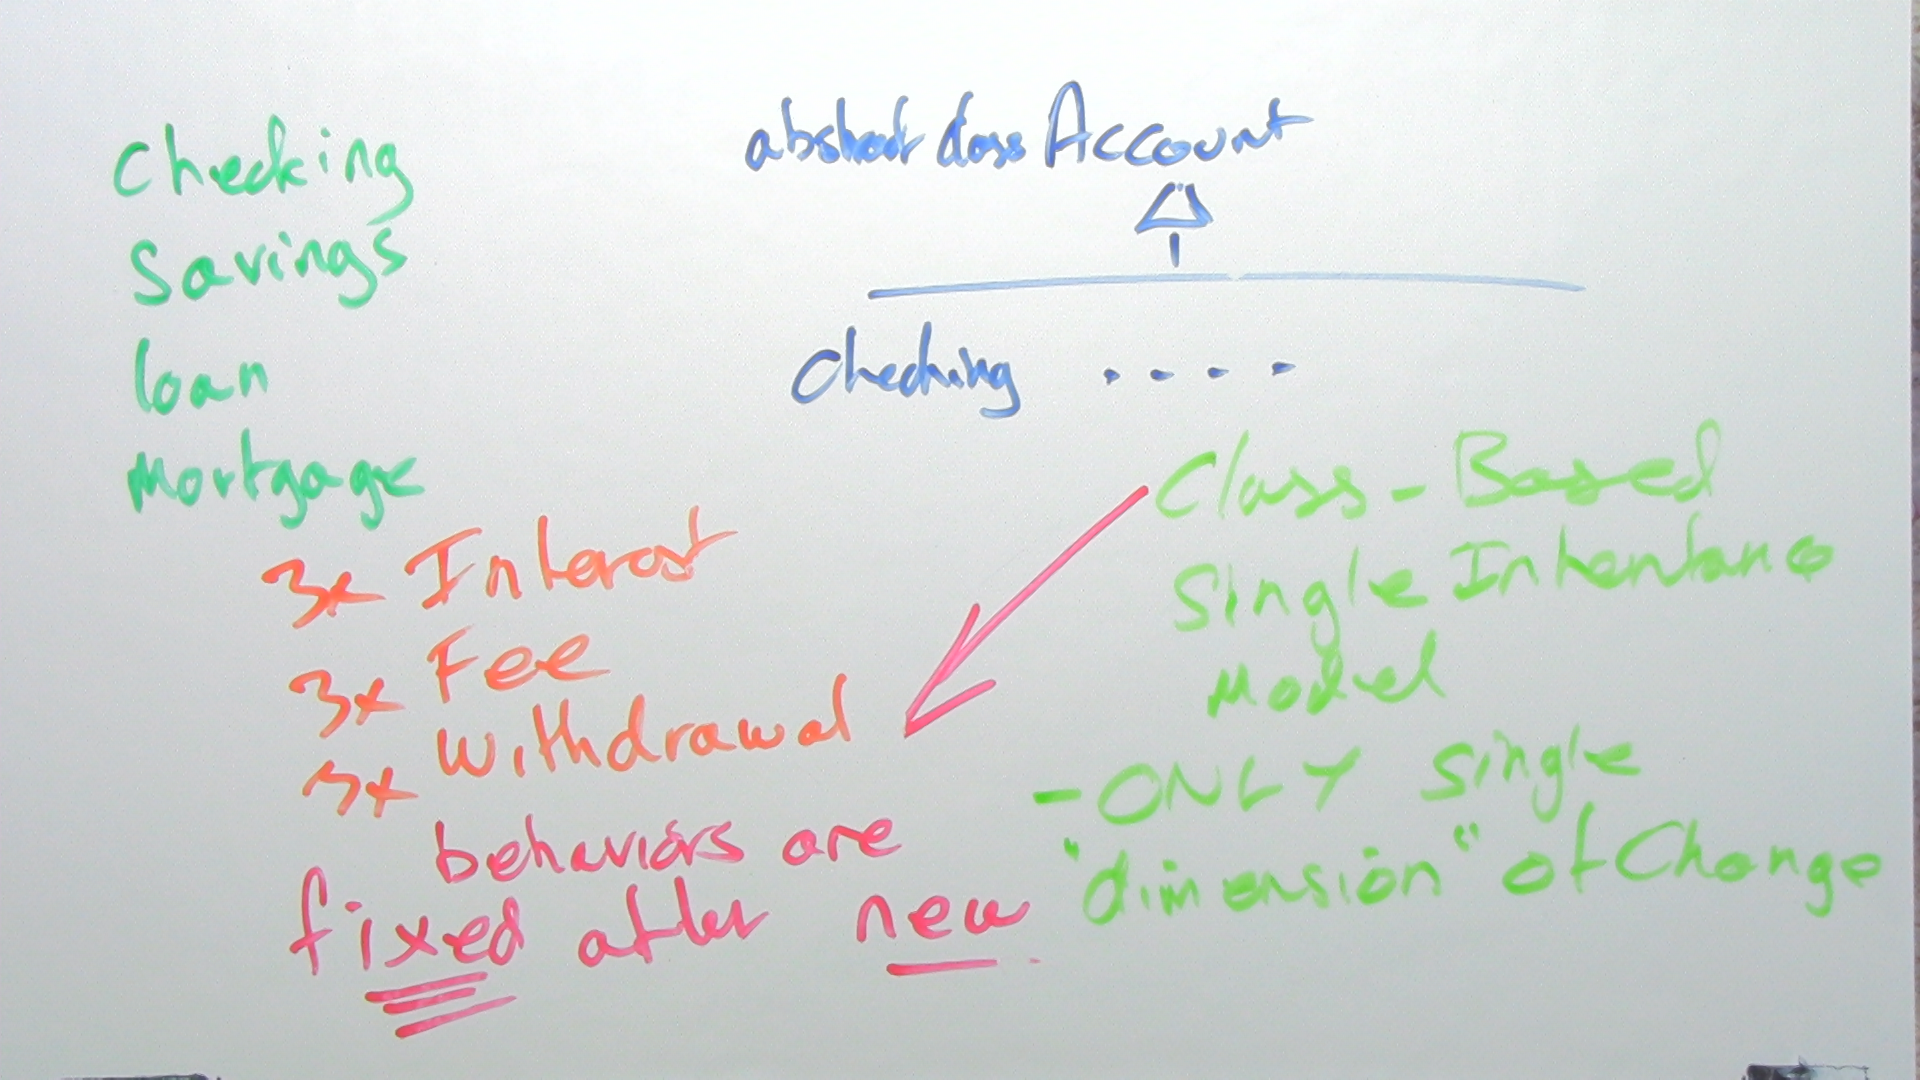 Checking
Savings
loan
Mortgage
abstract class Account
Checking ....
3x Interest
3x Fee
3x Withdrawal
behaviors are
fixed after new
Class-Based
Single Inheritance
Model
- ONLY single
"dimension" of Change